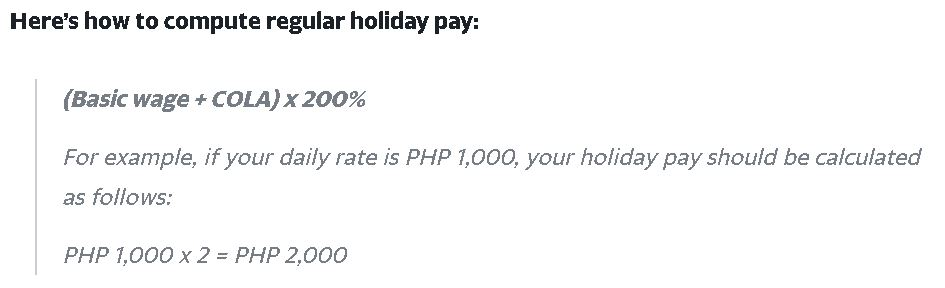 Here’s how to compute regular holiday pay:
(Basic wage + COLA) x 200%
For example, if your daily rate is PHP 1,000, your holiday pay should be calculated
as follows:
PHP 1,000 x 2 = PHP 2,000